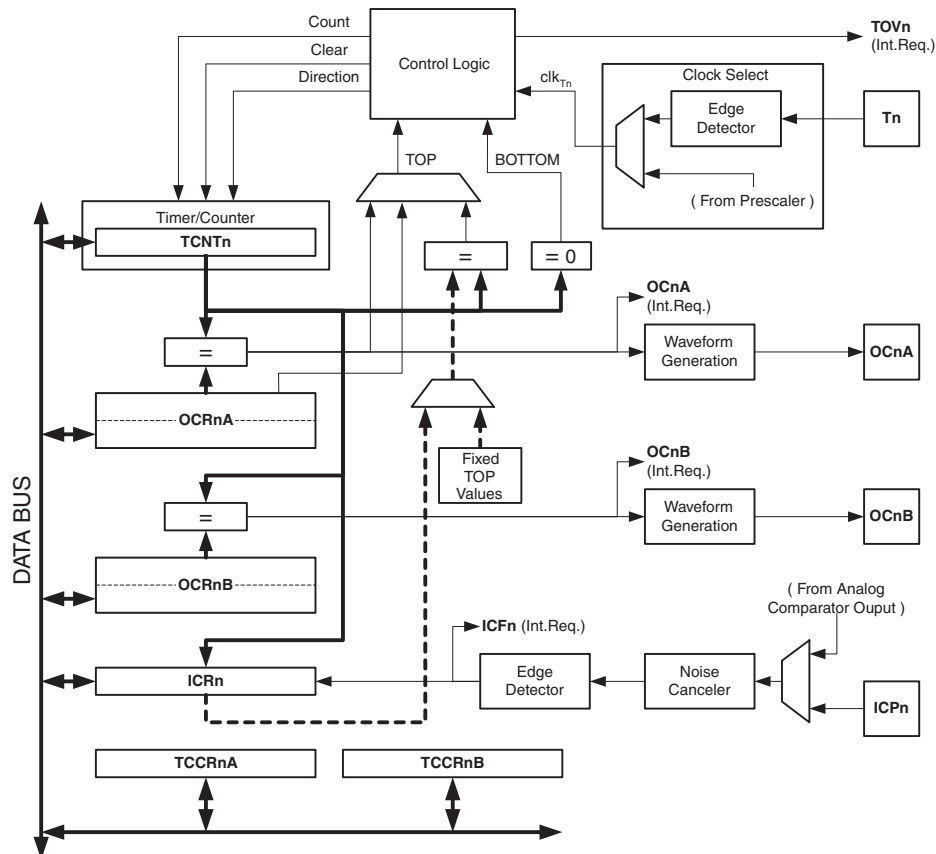 Count
Clear
Direction
Control Logic
TOVn
(Int.Req.)
clkTn
Clock Select
Edge
Detector
Tn
( From Prescaler )
TOP
BOTTOM
Timer/Counter
TCNTn
=
= 0
OCnA
(Int.Req.)
=
Waveform
Generation
OCnA
OCRnA
Fixed
TOP
Values
OCnB
(Int.Req.)
=
Waveform
Generation
OCnB
DATA BUS
OCRnB
( From Analog
Comparator Ouput )
ICFn (Int.Req.)
ICRn
Edge
Detector
Noise
Canceler
ICPn
TCCRnA
TCCRnB